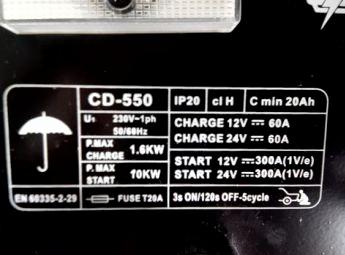 CD-550 IP20 cl H C min 20Ah
U1 230V~1ph
50/60Hz
CHARGE 12V 60A
CHARGE 24V 60A
P.MAX
CHARGE 1.6KW
P.MAX
START 10KW
START 12V 300A(1V/e)
START 24V 300A(1V/e)
EN 60335-2-29 FUSE T20A 3s ON/120s OFF-5cycle